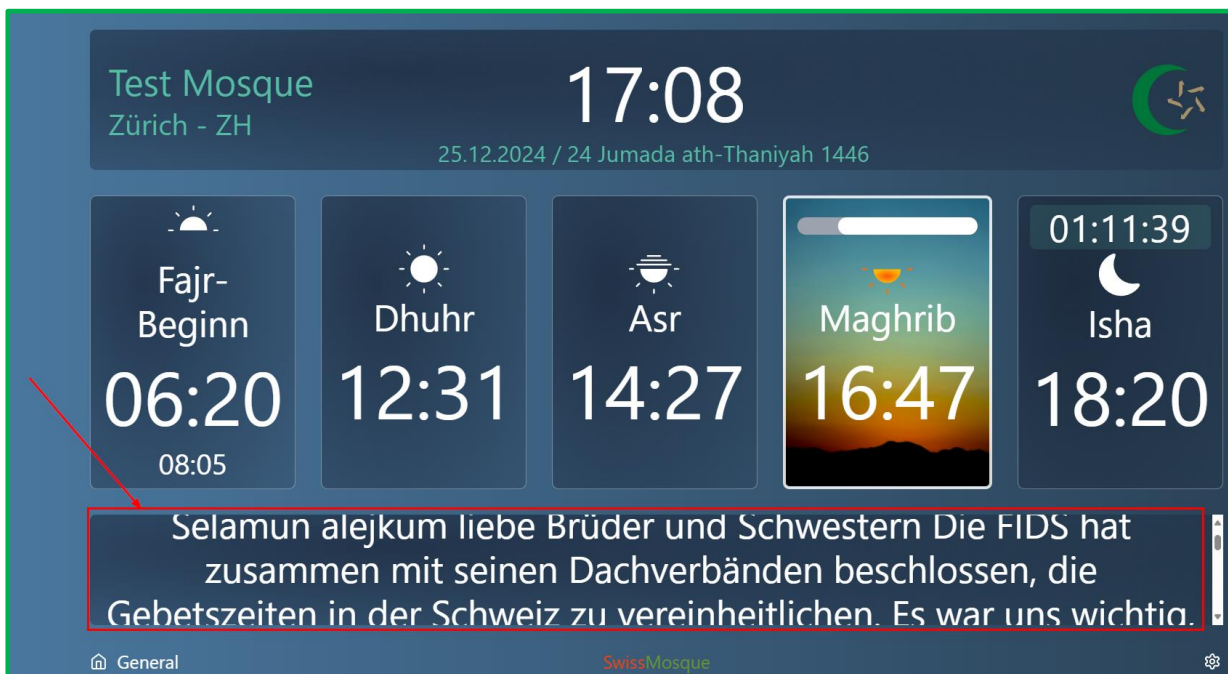 Test Mosque
Zürich - ZH
17:08
25.12.2024 / 24 Jumada ath-Thaniyah 1446
Fajr-
Beginn
06:20
08:05
Dhuhr
12:31
Asr
14:27
Maghrib
16:47
01:11:39
Isha
18:20
Selamun alejkum liebe Brüder und Schwestern Die FIDS hat
zusammen mit seinen Dachverbänden beschlossen, die
Gebetszeiten in der Schweiz zu vereinheitlichen. Es war uns wichtig,
General
SwissMosque